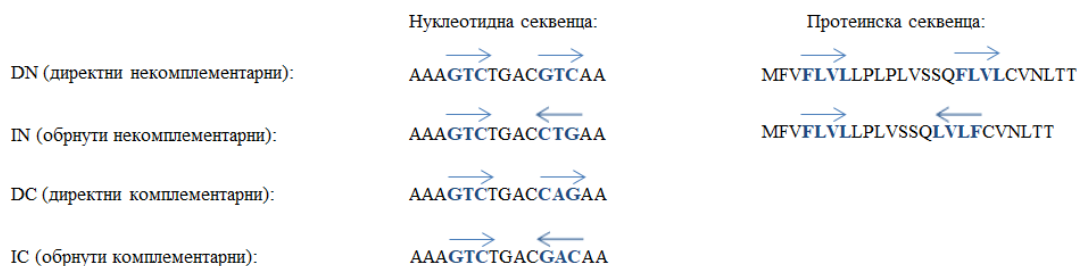 Нуклеотидна секвенца: Протеинска секвенца:
DN (директни некомплементарни): AAAGTCTGACGTCAA MFVFLVLLPLPLVSSQFLVLCVNLTT
IN (обрнути некомплементарни): AAAGTCTGACCTGAA MFVFLVLLPLVSSQLVLFCVNLTT
DC (директни комплементарни): AAAGTCTGACCAGAA
IC (обрнути комплементарни): AAAGTCTGACGACAA